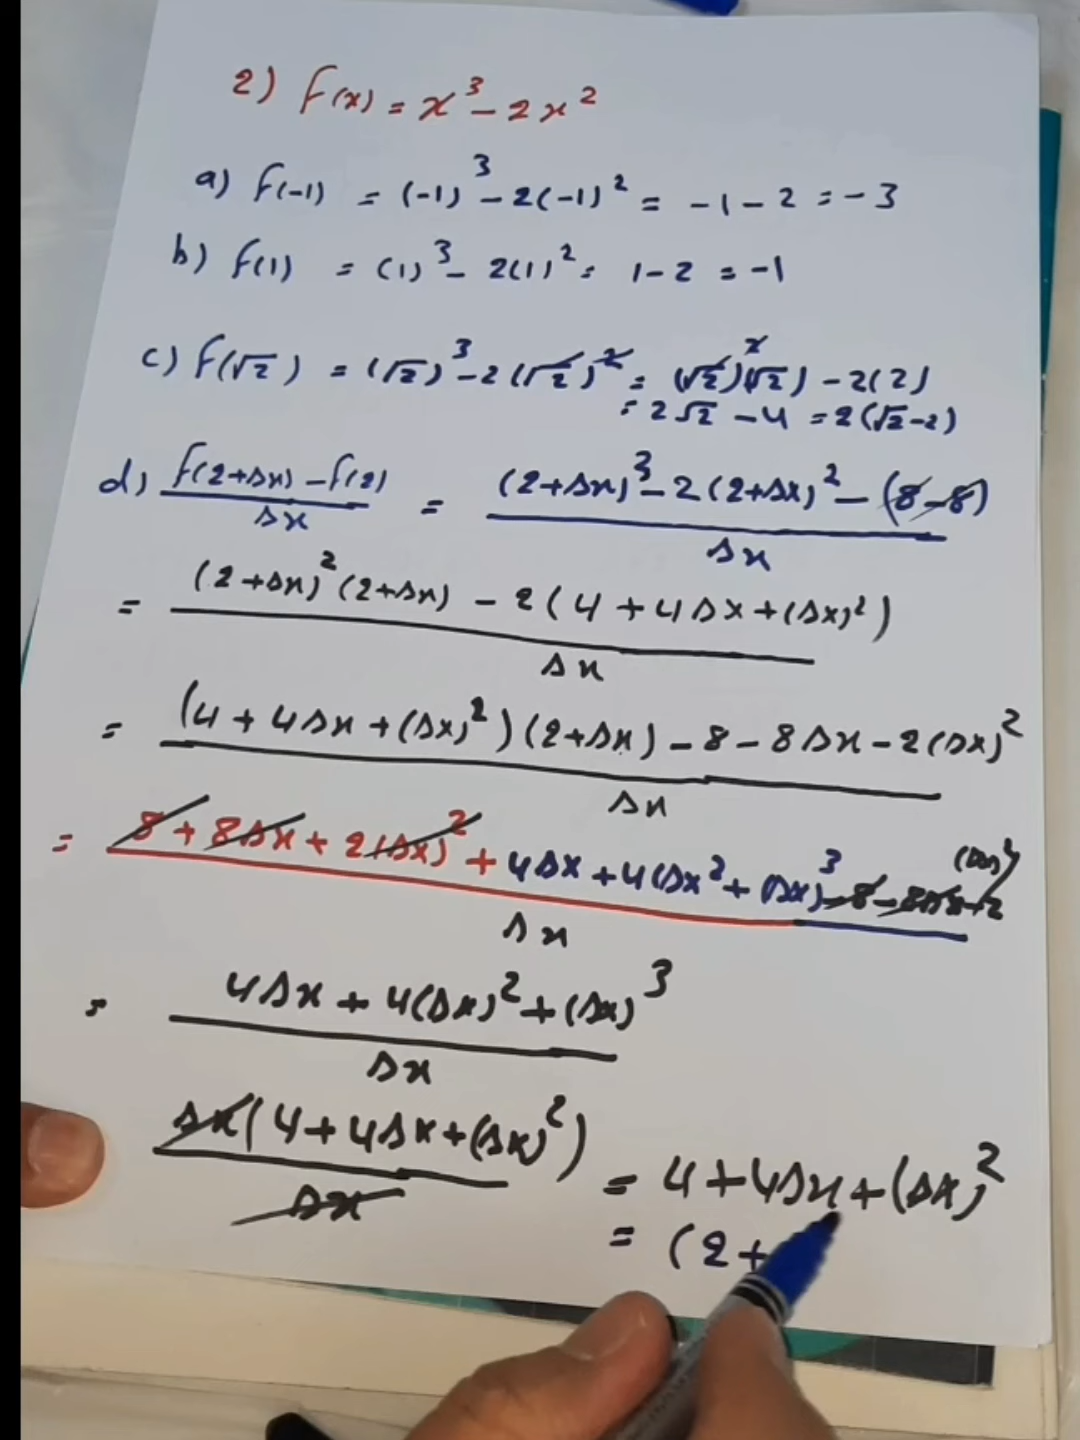 2) f(x) = x³ - 2x²
a) f(-1) = (-1)³ - 2(-1)² = -1 - 2 = -3
b) f(1) = (1)³ - 2(1)² = 1 - 2 = -1
c) f(√2) = (√2)³ - 2(√2)² = (√2)²(√2) - 2(2)
= 2√2 - 4 = 2(√2-2)
d) f(2+Δx) - f(2) / Δx = (2+Δx)³ - 2(2+Δx)² - (8-8) / Δx
= (2+Δx)²(2+Δx) - 2(4 + 4Δx + (Δx)²) / Δx
= (4 + 4Δx + (Δx)²)(2+Δx) - 8 - 8Δx - 2(Δx)² / Δx
= 8 + 8Δx + 2(Δx)² + 4Δx + 4(Δx² + (Δx)³ - 8 - 8Δx + 2 / Δx
= 4Δx + 4(Δx)² + (Δx)³ / Δx
Δx(4 + 4Δx + (Δx)²) / Δx = 4 + 4Δx + (Δx)²
= (2+